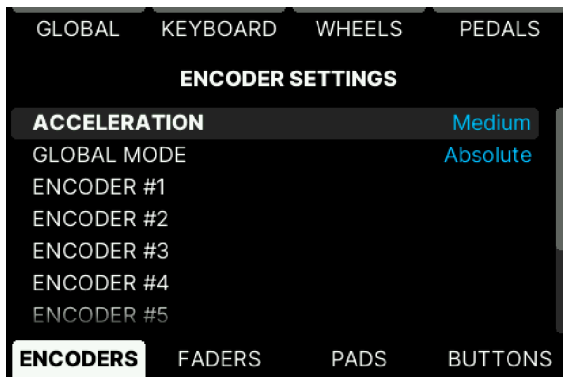 GLOBAL KEYBOARD WHEELS PEDALS
ENCODER SETTINGS
ACCELERATION Medium
GLOBAL MODE Absolute
ENCODER #1
ENCODER #2
ENCODER #3
ENCODER #4
ENCODER #5
ENCODERS FADERS PADS BUTTONS